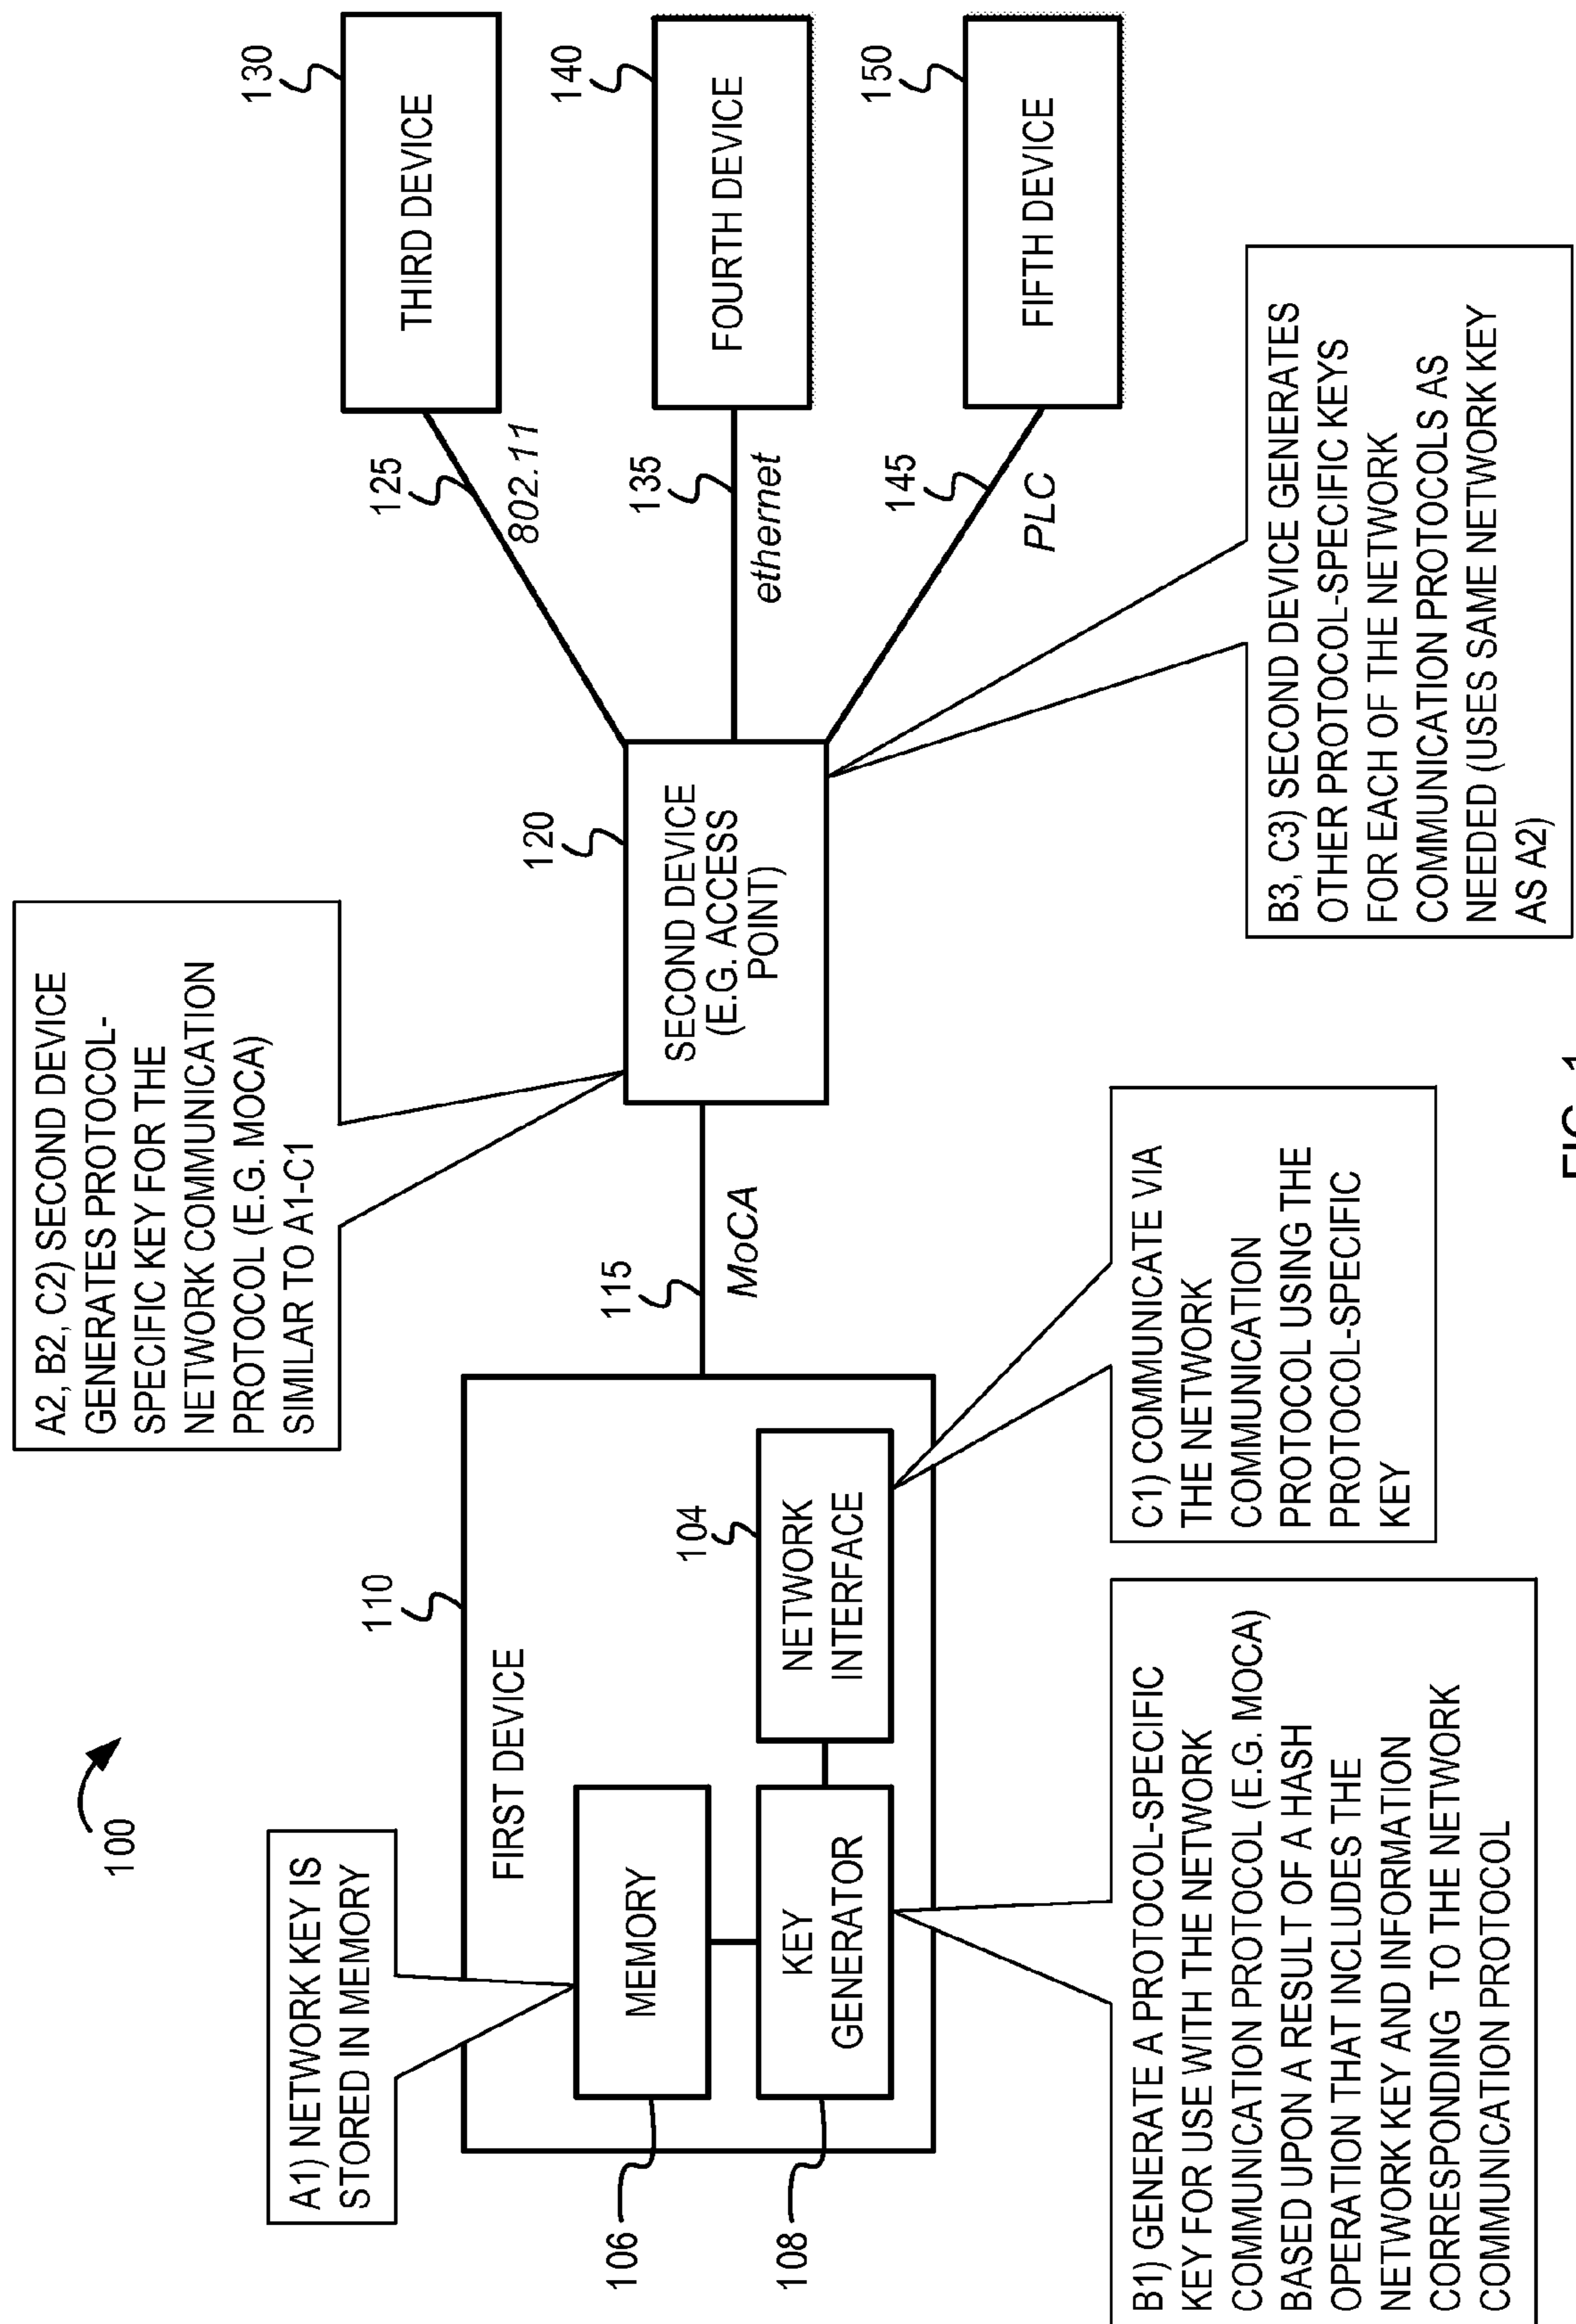 100
A1) NETWORK KEY IS
STORED IN MEMORY
A2, B2, C2) SECOND DEVICE
GENERATES PROTOCOL-
SPECIFIC KEY FOR THE
NETWORK COMMUNICATION
PROTOCOL (E.G. MOCA)
SIMILAR TO A1-C1
110
FIRST DEVICE
MEMORY
106
KEY
GENERATOR
108
NETWORK
INTERFACE
104
115
MoCA
120
SECOND DEVICE
(E.G. ACCESS
POINT)
125
802.11
130
THIRD DEVICE
135
ethernet
140
FOURTH DEVICE
145
PLC
150
FIFTH DEVICE
B1) GENERATE A PROTOCOL-SPECIFIC
KEY FOR USE WITH THE NETWORK
COMMUNICATION PROTOCOL (E.G. MOCA)
BASED UPON A RESULT OF A HASH
OPERATION THAT INCLUDES THE
NETWORK KEY AND INFORMATION
CORRESPONDING TO THE NETWORK
COMMUNICATION PROTOCOL
C1) COMMUNICATE VIA
THE NETWORK
COMMUNICATION
PROTOCOL USING THE
PROTOCOL-SPECIFIC
KEY
B3, C3) SECOND DEVICE GENERATES
OTHER PROTOCOL-SPECIFIC KEYS
FOR EACH OF THE NETWORK
COMMUNICATION PROTOCOLS AS
NEEDED (USES SAME NETWORK KEY
AS A2)
FIG. 1